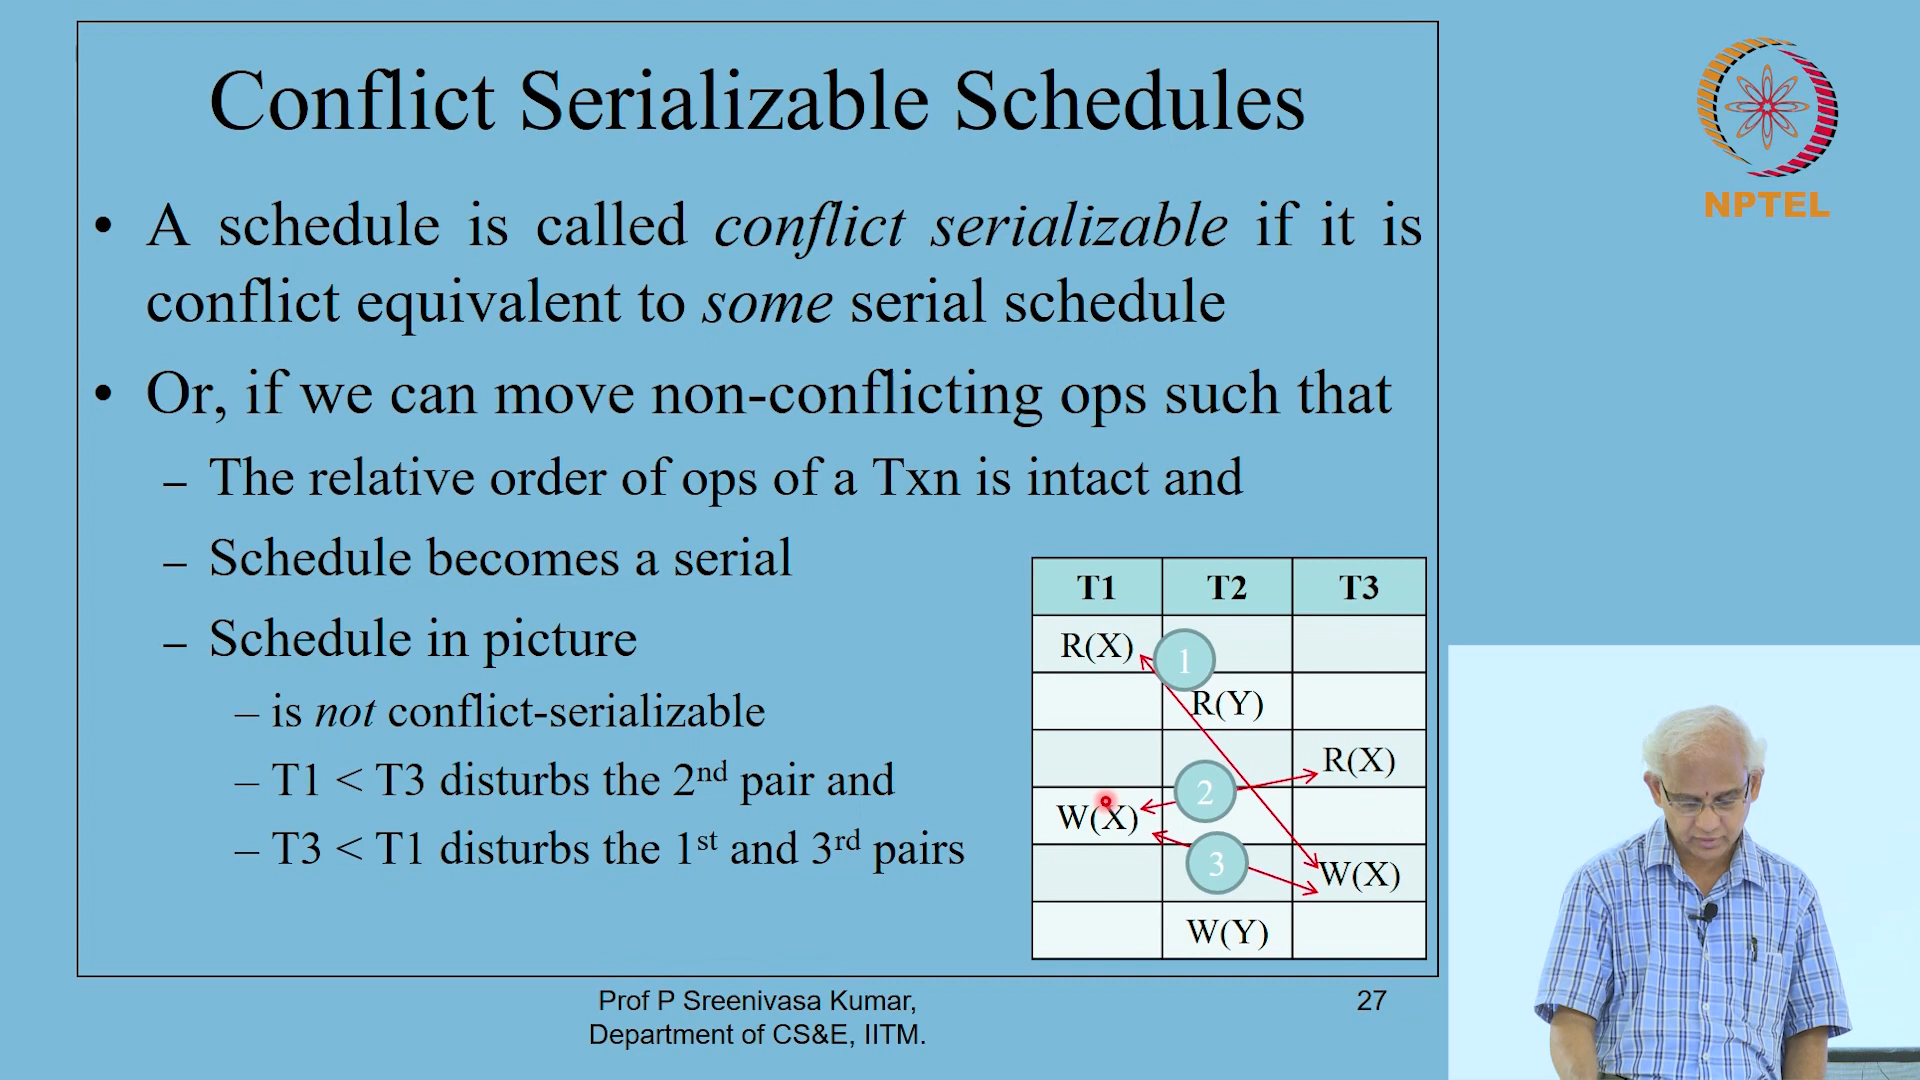 Conflict Serializable Schedules
NPTEL
• A schedule is called conflict serializable if it is
conflict equivalent to some serial schedule
• Or, if we can move non-conflicting ops such that
– The relative order of ops of a Txn is intact and
– Schedule becomes a serial
– Schedule in picture
– is not conflict-serializable
– T1 < T3 disturbs the 2nd pair and
– T3 < T1 disturbs the 1st and 3rd pairs
T1 T2 T3
R(X) 1
R(Y)
R(X)
2
W(X)
3 W(X)
W(Y)
Prof P Sreenivasa Kumar,
Department of CS&E, IITM.
27